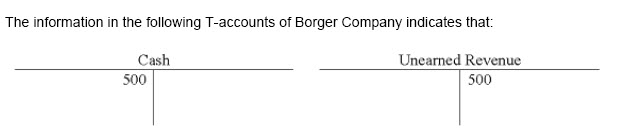 The information in the following T-accounts of Borger Company indicates that:
Cash Unearned Revenue
500 500